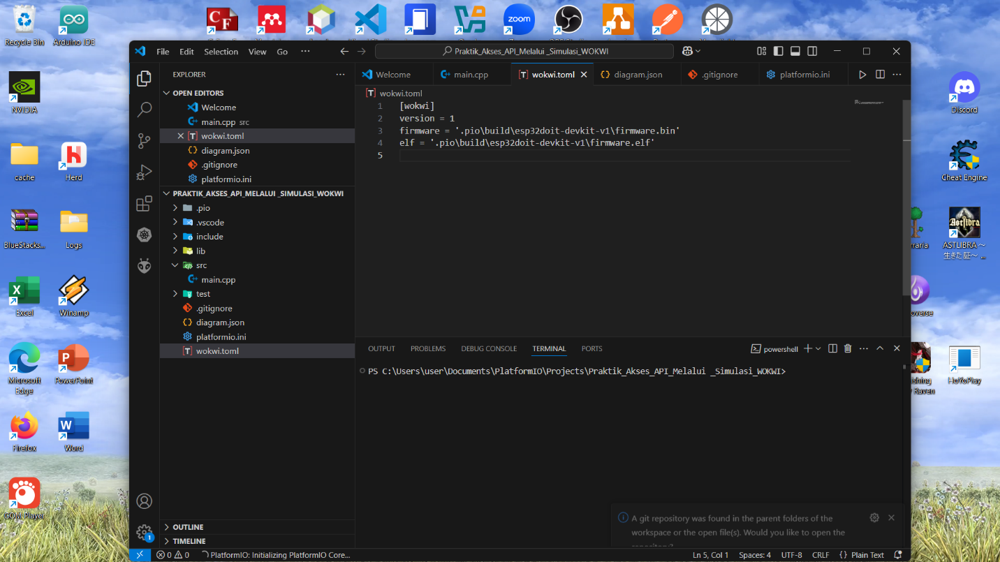 Recycle Bin
Arduino IDE
NVIDIA
cache
Herd
BlueStacks...
Logs
Excel
Winamp
Microsoft
Edge
PowerPoint
Firefox
Word
GOM Player
CF
zoom
File Edit Selection View Go ...
Praktik_Akses_API_Melalui _Simulasi_WOKWI
EXPLORER
OPEN EDITORS
Welcome
main.cpp src
wokwi.toml
diagram.json
.gitignore
platformio.ini
PRAKTIK_AKSES_API_MELALUI _SIMULASI_WOKWI
.pio
.vscode
include
lib
src
main.cpp
test
.gitignore
diagram.json
platformio.ini
wokwi.toml
OUTLINE
TIMELINE
Welcome main.cpp wokwi.toml diagram.json .gitignore platformio.ini
wokwi.toml
1 [wokwi]
2 version = 1
3 firmware = '.pio\build\esp32doit-devkit-v1\firmware.bin'
4 elf = '.pio\build\esp32doit-devkit-v1\firmware.elf'
5
OUTPUT PROBLEMS DEBUG CONSOLE TERMINAL PORTS
powershell
PS C:\Users\user\Documents\PlatformIO\Projects\Praktik_Akses_API_Melalui _Simulasi_WOKWI>
A git repository was found in the parent folders of the
workspace or the open file(s). Would you like to open the
1
0 0 PlatformIO: Initializing PlatformIO Core...
Ln 5, Col 1 Spaces: 4 UTF-8 CRLF {} Plain Text
Discord
Cheat Engine
ASTLIBRA ～
生きた証～ ...
HoYoPlay
Raven